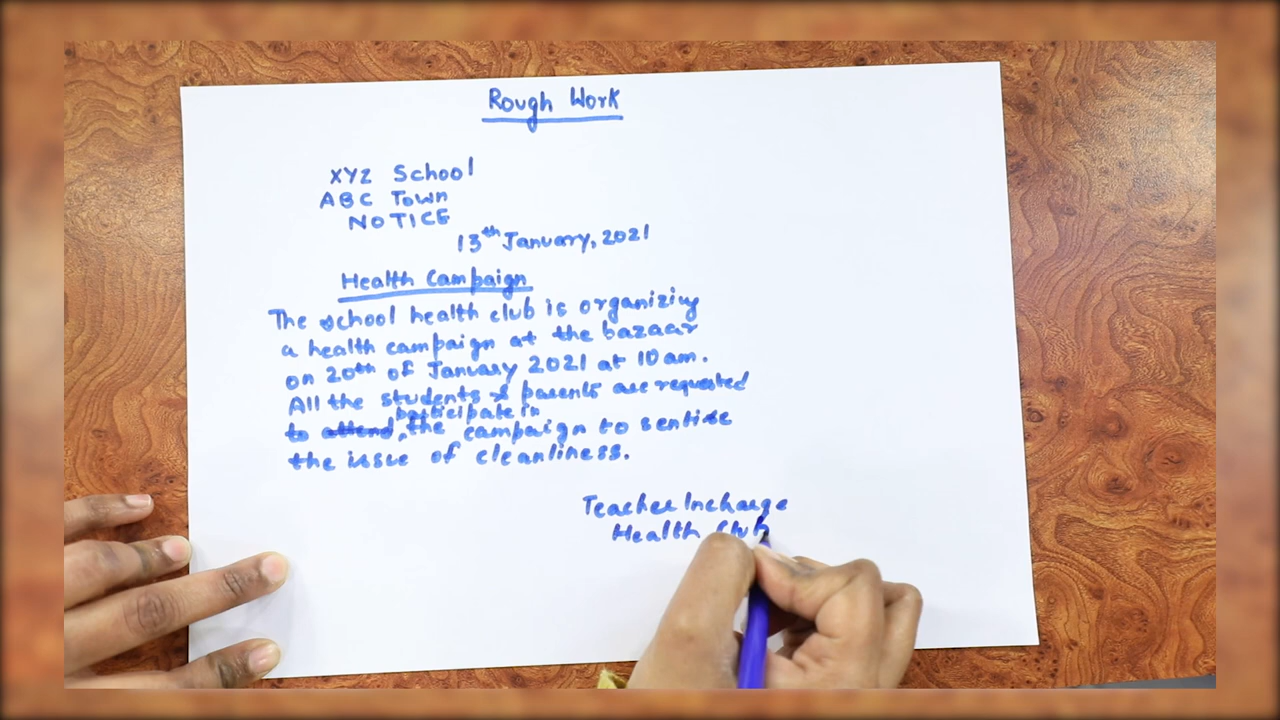 Rough Work
XYZ School
ABC Town
NOTICE
13th January, 2021
Health Campaign
The school health club is organizing
a health campaign at the bazaar
on 20th of January 2021 at 10 am.
All the students & parents are requested
participate in
to attend, the campaign to sentise
the issue of cleanliness.
Teacher Incharge
Health Club